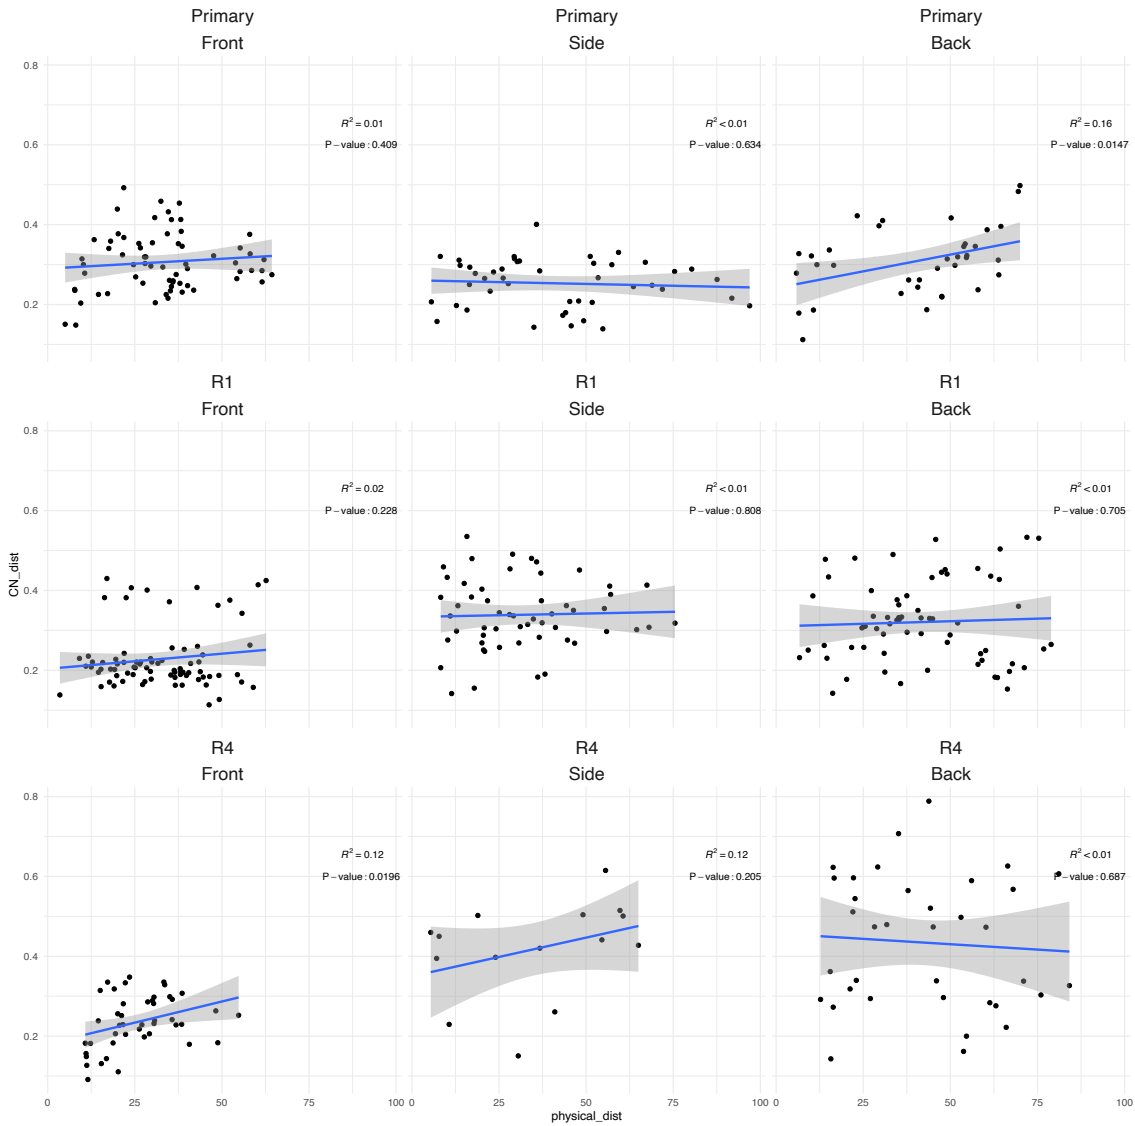 Primary Primary Primary
Front Side Back
0.8
R² = 0.01 R² < 0.01 R² = 0.16
0.6
P − value : 0.409 P − value : 0.634 P − value : 0.0147
0.4
0.2
R1 R1 R1
Front Side Back
0.8
R² = 0.02 R² < 0.01 R² < 0.01
0.6
P − value : 0.228 P − value : 0.808 P − value : 0.705
CN_dist
0.4
0.2
R4 R4 R4
Front Side Back
0.8
R² = 0.12 R² = 0.12 R² < 0.01
0.6
P − value : 0.0196 P − value : 0.205 P − value : 0.687
0.4
0.2
0 25 50 75 100 0 25 50 75 100 0 25 50 75 100
physical_dist